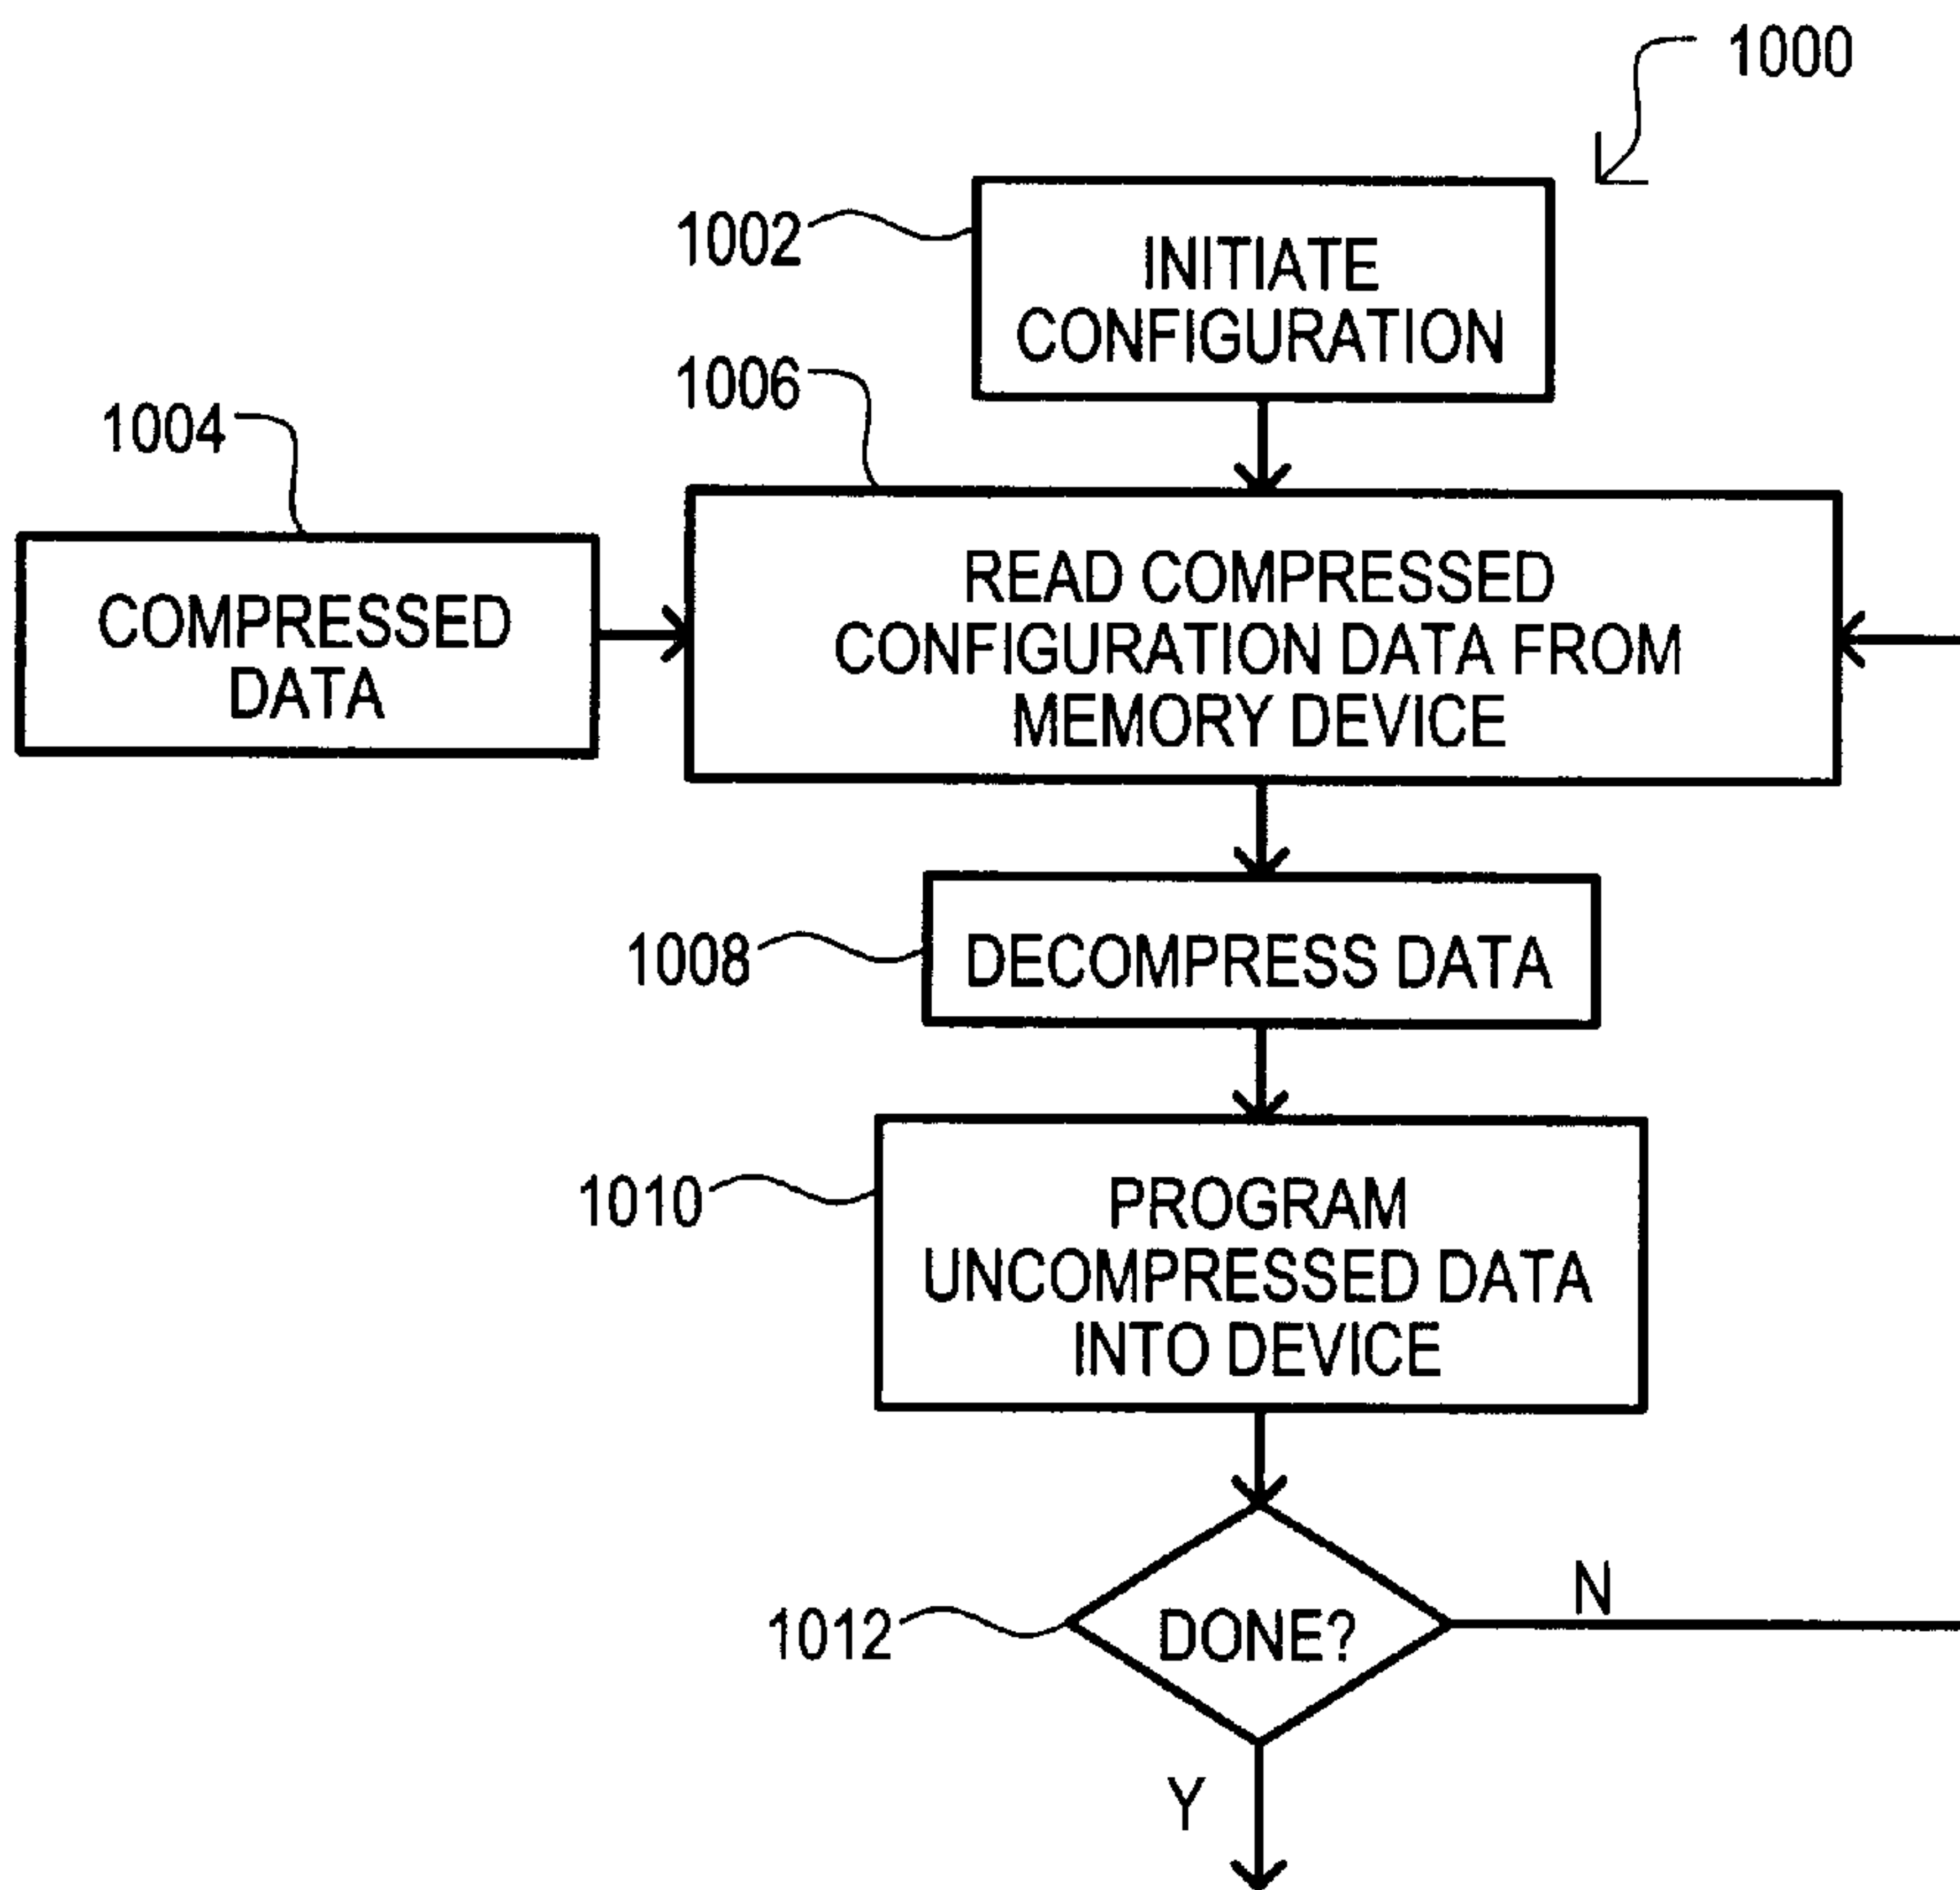 1000
1002
INITIATE
CONFIGURATION
1006
1004
COMPRESSED
DATA
READ COMPRESSED
CONFIGURATION DATA FROM
MEMORY DEVICE
1008
DECOMPRESS DATA
1010
PROGRAM
UNCOMPRESSED DATA
INTO DEVICE
1012
DONE?
N
Y